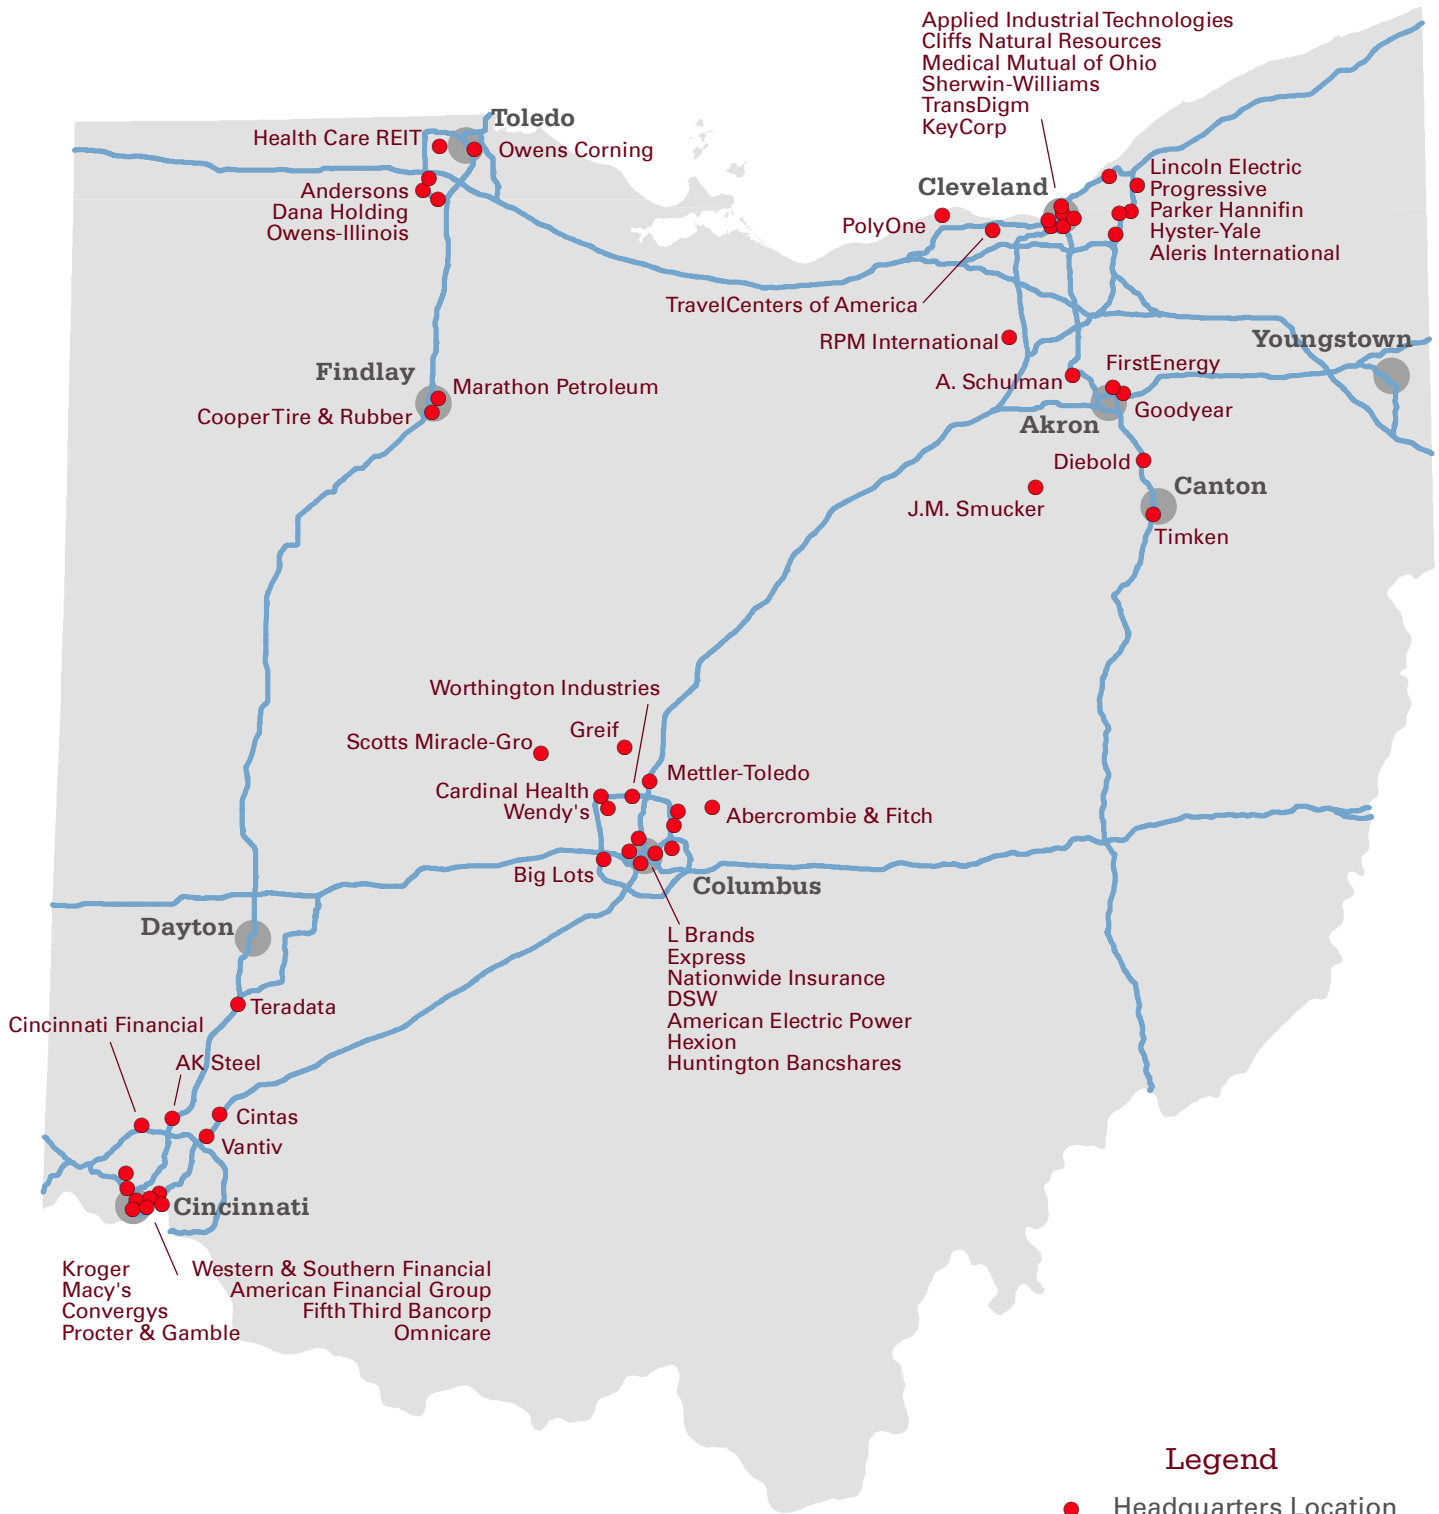 Applied Industrial Technologies
Cliffs Natural Resources
Medical Mutual of Ohio
Sherwin-Williams
TransDigm
KeyCorp
Toledo
Health Care REIT
Owens Corning
Andersons
Dana Holding
Owens-Illinois
Cleveland
PolyOne
Lincoln Electric
Progressive
Parker Hannifin
Hyster-Yale
Aleris International
TravelCenters of America
RPM International
Youngstown
A. Schulman
FirstEnergy
Goodyear
Akron
Findlay
Marathon Petroleum
Cooper Tire & Rubber
Diebold
Canton
J.M. Smucker
Timken
Worthington Industries
Greif
Scotts Miracle-Gro
Mettler-Toledo
Cardinal Health
Wendy's
Abercrombie & Fitch
Big Lots
Columbus
L Brands
Express
Nationwide Insurance
DSW
American Electric Power
Hexion
Huntington Bancshares
Dayton
Teradata
Cincinnati Financial
AK Steel
Cintas
Vantiv
Cincinnati
Kroger
Macy's
Convergys
Procter & Gamble
Western & Southern Financial
American Financial Group
Fifth Third Bancorp
Omnicare
Legend
Headquarters Location